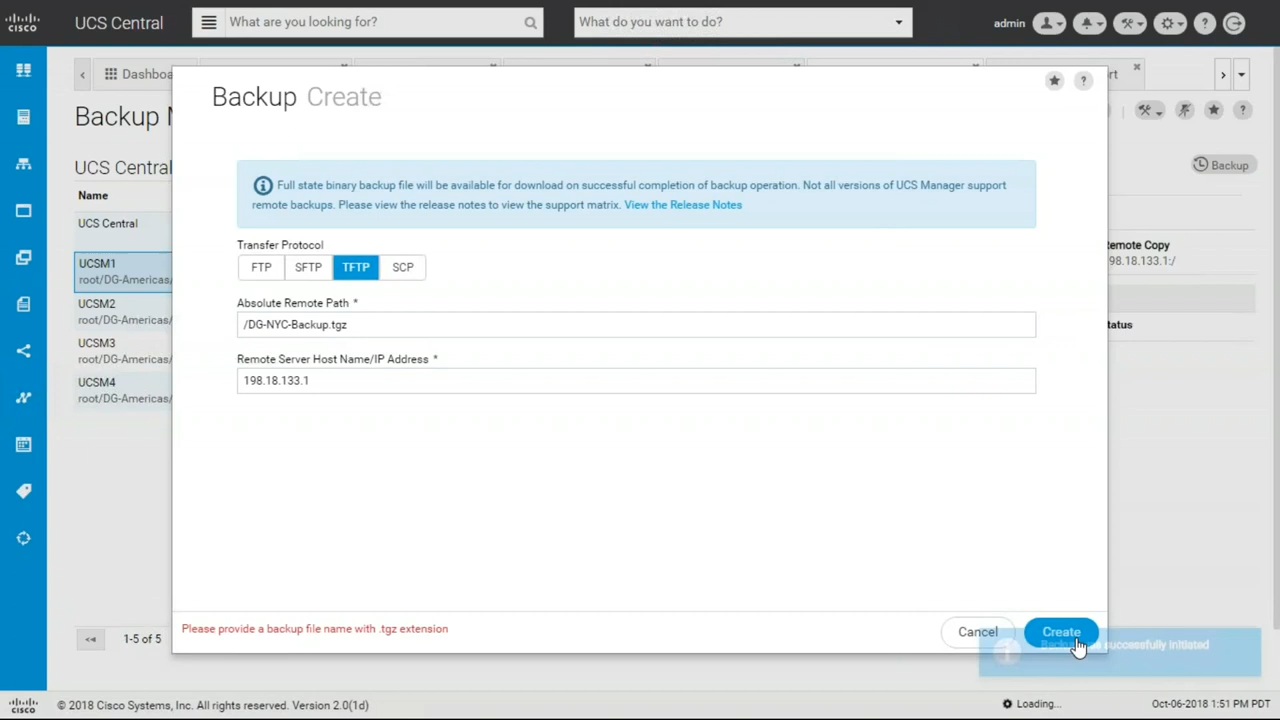 cisco
UCS Central
What are you looking for?
What do you want to do?
admin
Dashboa
rt
Backup M
Backup Create
UCS Central
Backup
Name
Full state binary backup file will be available for download on successful completion of backup operation. Not all versions of UCS Manager support
remote backups. Please view the release notes to view the support matrix. View the Release Notes
UCS Central
Transfer Protocol
emote Copy
UCSM1
root/DG-Americas/
FTP
SFTP
TFTP
SCP
98.18.133.1:/
UCSM2
root/DG-Americas/
Absolute Remote Path *
/DG-NYC-Backup.tgz
tatus
UCSM3
root/DG-Americas/
Remote Server Host Name/IP Address *
198.18.133.1
UCSM4
root/DG-Americas/
1-5 of 5
Please provide a backup file name with .tgz extension
Cancel
Create
successfully initiated
cisco
© 2018 Cisco Systems, Inc. All rights reserved. Version 2.0(1d)
Loading...
Oct-06-2018 1:51 PM PDT